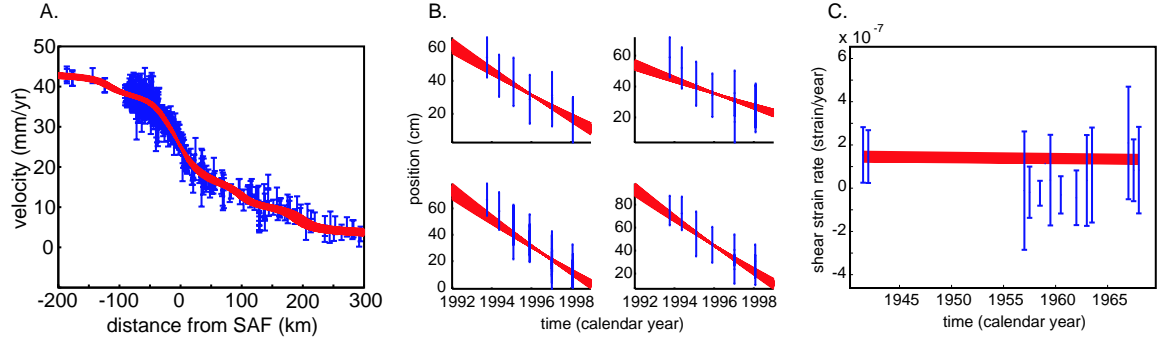 A.
B.
C.
50
40
30
20
10
0
velocity (mm/yr)
-200 -100 0 100 200 300
distance from SAF (km)
60
40
20
60
40
20
position (cm)
60
40
20
0
80
60
40
20
1992 1994 1996 1998
1992 1994 1996 1998
time (calendar year)
x 10 -7
6
4
2
0
-2
-4
shear strain rate (strain/year)
1945 1950 1955 1960 1965
time (calendar year)